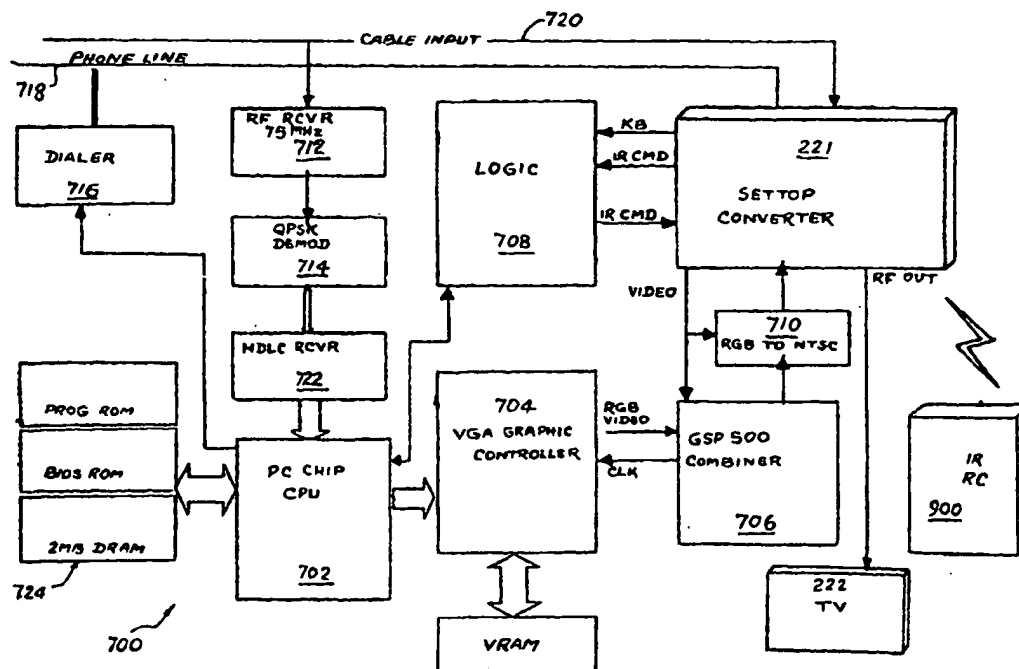 720
CABLE INPUT
PHONE LINE
718
RF RCVR
75 MHz
712
DIALER
716
LOGIC
708
KB
IR CMD
IR CMD
221
SETTOP
CONVERTER
QPSK
DEMOD
714
VIDEO
RF OUT
HDLC RCVR
722
710
RGB TO NTSC
PROG ROM
BIOS ROM
2MB DRAM
724
PC CHIP
CPU
702
704
VGA GRAPHIC
CONTROLLER
RGB
VIDEO
CLK
GSP 500
COMBINER
706
IR
RC
900
222
TV
700
VRAM